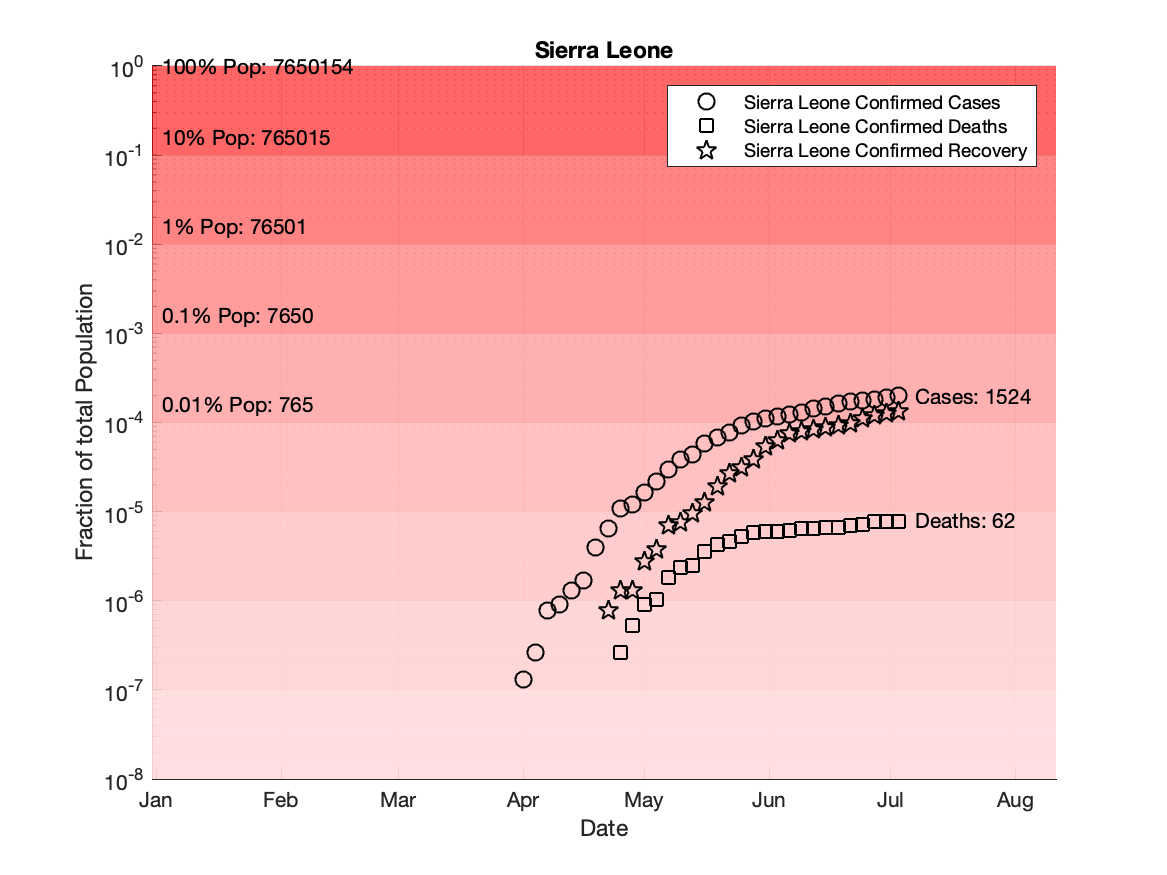 Sierra Leone
10^0
100% Pop: 7650154
Sierra Leone Confirmed Cases
Sierra Leone Confirmed Deaths
Sierra Leone Confirmed Recovery
10% Pop: 765015
10^-1
1% Pop: 76501
10^-2
0.1% Pop: 7650
10^-3
0.01% Pop: 765
10^-4
Cases: 1524
10^-5
Deaths: 62
10^-6
10^-7
10^-8
Fraction of total Population
Jan Feb Mar Apr May Jun Jul Aug
Date